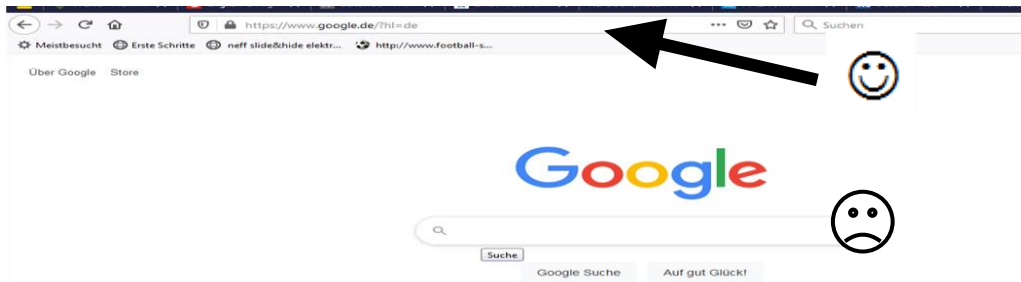 https://www.google.de/?hl=de Suchen
Meistbesucht Erste Schritte neff slide&hide elektr... http://www.football-s...
Über Google Store
Google
Suche
Google Suche Auf gut Glück!